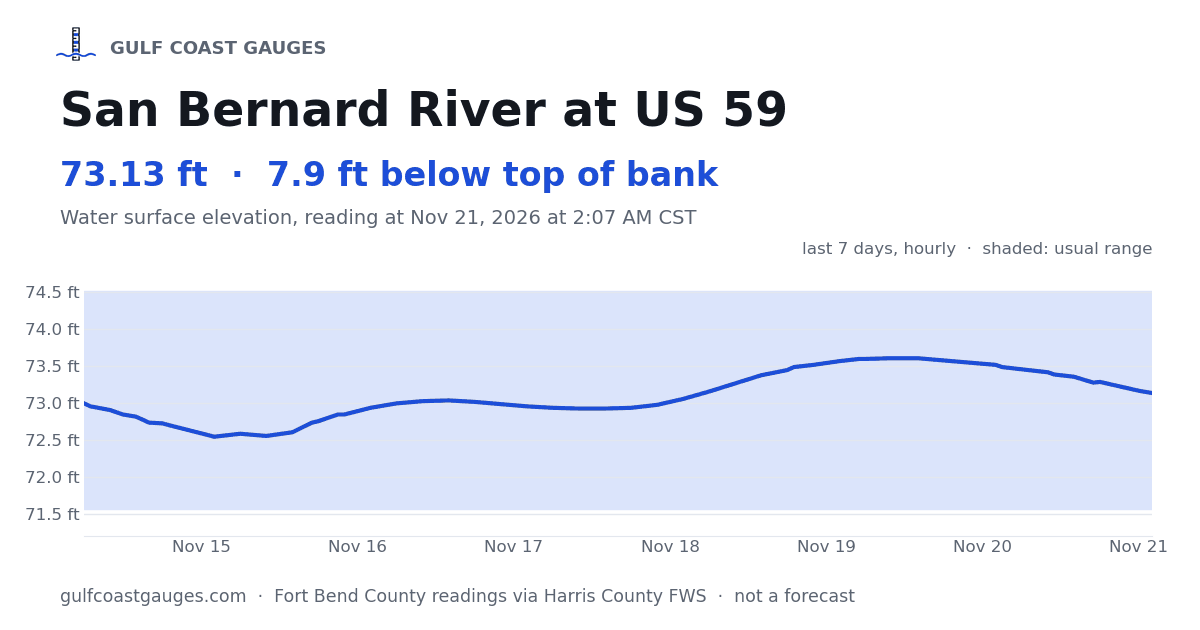 GULF COAST GAUGES
San Bernard River at US 59
73.13 ft · 7.9 ft below top of bank
Water surface elevation, reading at Nov 21, 2026 at 2:07 AM CST
last 7 days, hourly · shaded: usual range
74.5 ft
74.0 ft
73.5 ft
73.0 ft
72.5 ft
72.0 ft
71.5 ft
Nov 15 Nov 16 Nov 17 Nov 18 Nov 19 Nov 20 Nov 21
gulfcoastgauges.com · Fort Bend County readings via Harris County FWS · not a forecast